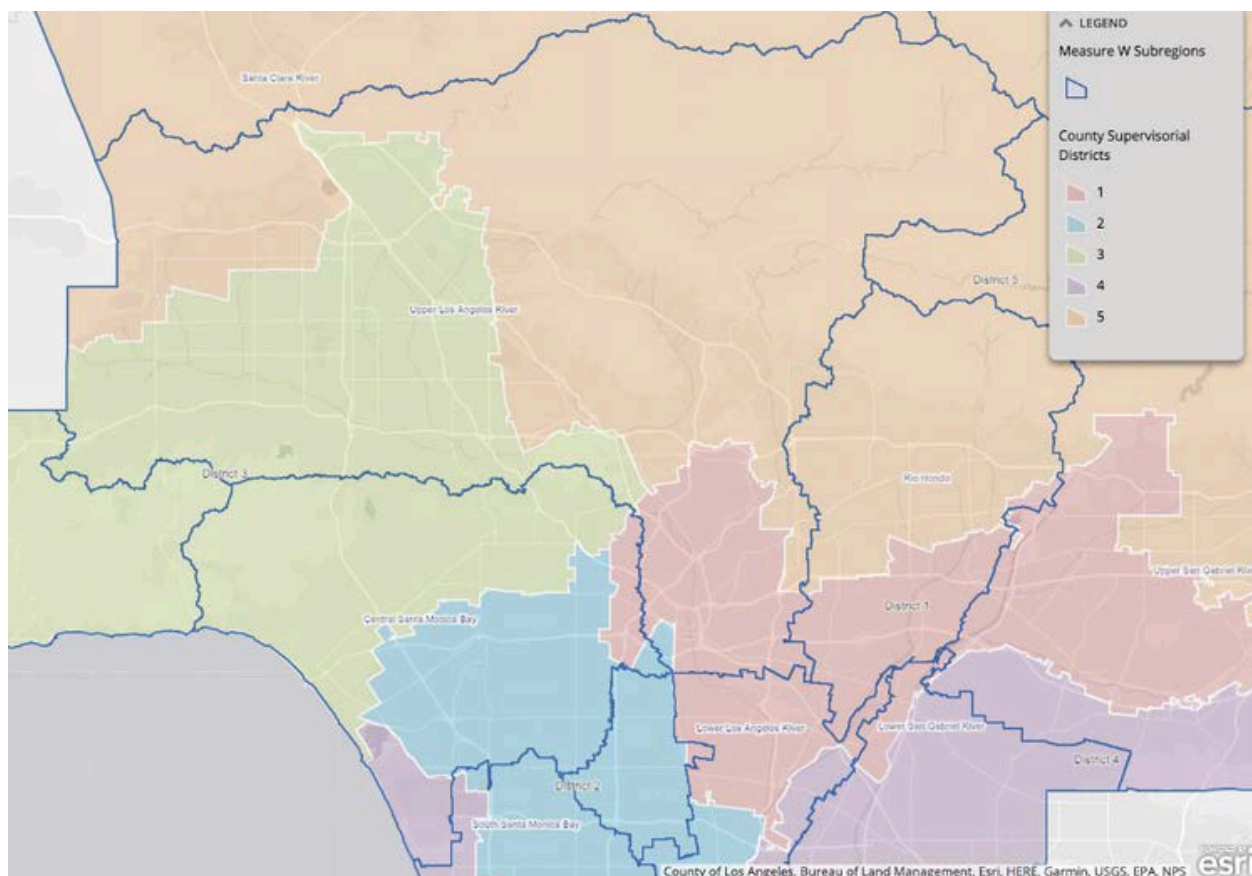 LEGEND
Measure W Subregions
County Supervisorial
Districts
1
2
3
4
5
Santa Clara River
District 5
Upper Los Angeles River
District 3
Rio Hondo
Upper San Gabriel
District 1
Central Santa Monica Bay
Lower Los Angeles River
Lower San Gabriel River
District 4
District 2
South Santa Monica Bay
POWERED BY
esri
County of Los Angeles, Bureau of Land Management, Esri, HERE, Garmin, USGS, EPA, NPS